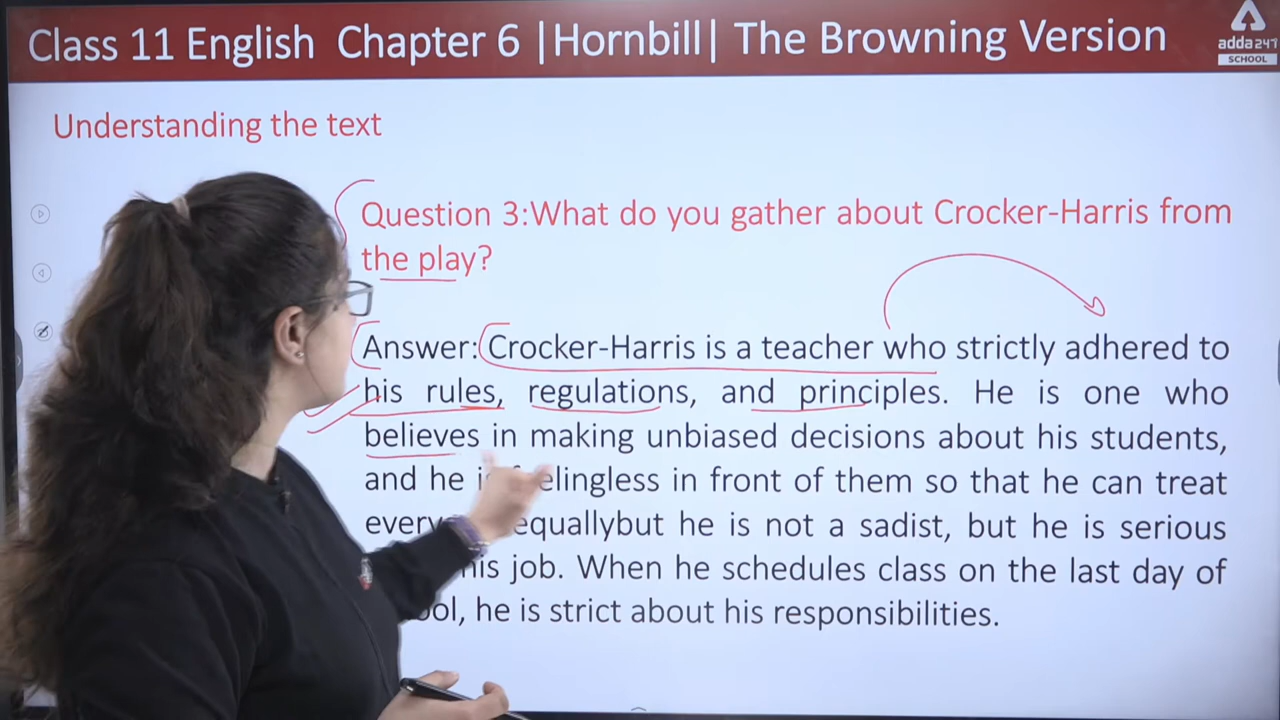 Class 11 English Chapter 6 |Hornbill| The Browning Version
adda247
SCHOOL
Understanding the text
Question 3:What do you gather about Crocker-Harris from
the play?
Answer: Crocker-Harris is a teacher who strictly adhered to
his rules, regulations, and principles. He is one who
believes in making unbiased decisions about his students,
and he in front of them so that he can treat
equallybut he is not a sadist, but he is serious
his job. When he schedules class on the last day of
he is strict about his responsibilities.